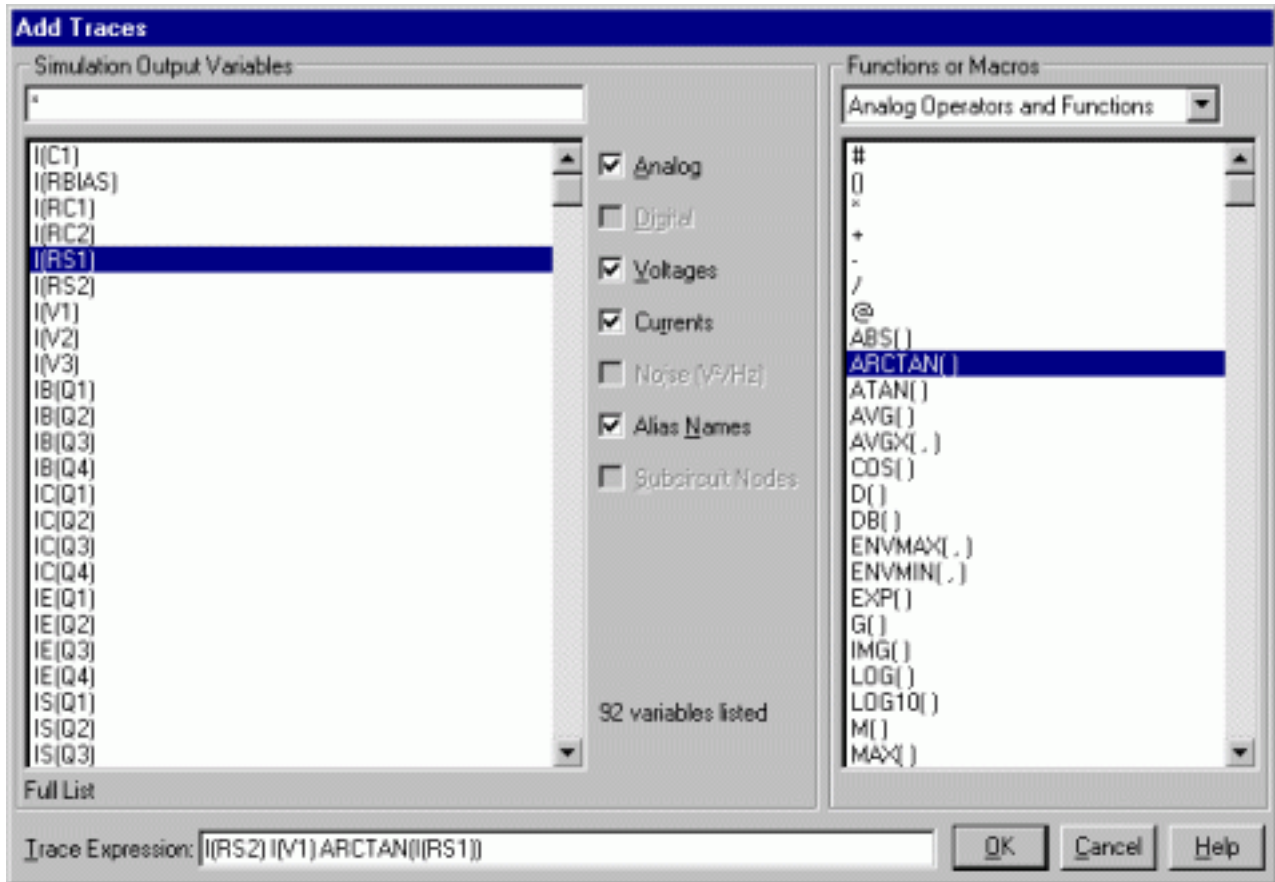 Add Traces
Simulation Output Variables
*
I(C1)
I(RBIAS)
I(RC1)
I(RC2)
I(RS1)
I(RS2)
I(V1)
I(V2)
I(V3)
IB(Q1)
IB(Q2)
IB(Q3)
IB(Q4)
IC(Q1)
IC(Q2)
IC(Q3)
IC(Q4)
IE(Q1)
IE(Q2)
IE(Q3)
IE(Q4)
IS(Q1)
IS(Q2)
IS(Q3)
Full List
Analog
Digital
Voltages
Currents
Noise (V²/Hz)
Alias Names
Subcircuit Nodes
92 variables listed
Functions or Macros
Analog Operators and Functions
#
()
*
+
-
/
@
ABS( )
ARCTAN( )
ATAN( )
AVG( )
AVGX( , )
COS( )
D( )
DB( )
ENVMAX( , )
ENVMIN( , )
EXP( )
G( )
IMG( )
LOG( )
LOG10( )
M( )
MAX( )
Trace Expression: I(RS2) I(V1) ARCTAN(I(RS1))
OK Cancel Help